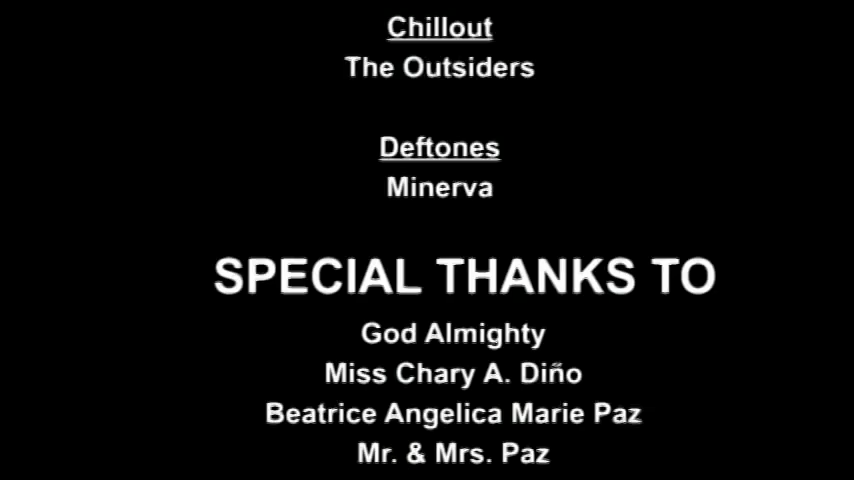 Chillout
The Outsiders
Deftones
Minerva
SPECIAL THANKS TO
God Almighty
Miss Chary A. Diño
Beatrice Angelica Marie Paz
Mr. & Mrs. Paz